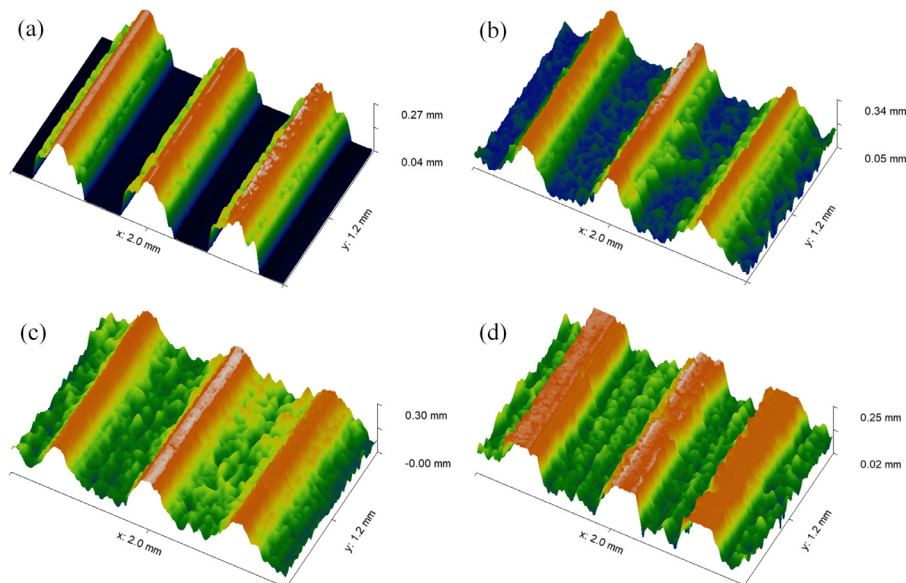 (a)
0.27 mm
0.04 mm
x: 2.0 mm
y: 1.2 mm
(b)
0.34 mm
0.05 mm
x: 2.0 mm
y: 1.2 mm
(c)
0.30 mm
-0.00 mm
x: 2.0 mm
y: 1.2 mm
(d)
0.25 mm
0.02 mm
x: 2.0 mm
y: 1.2 mm